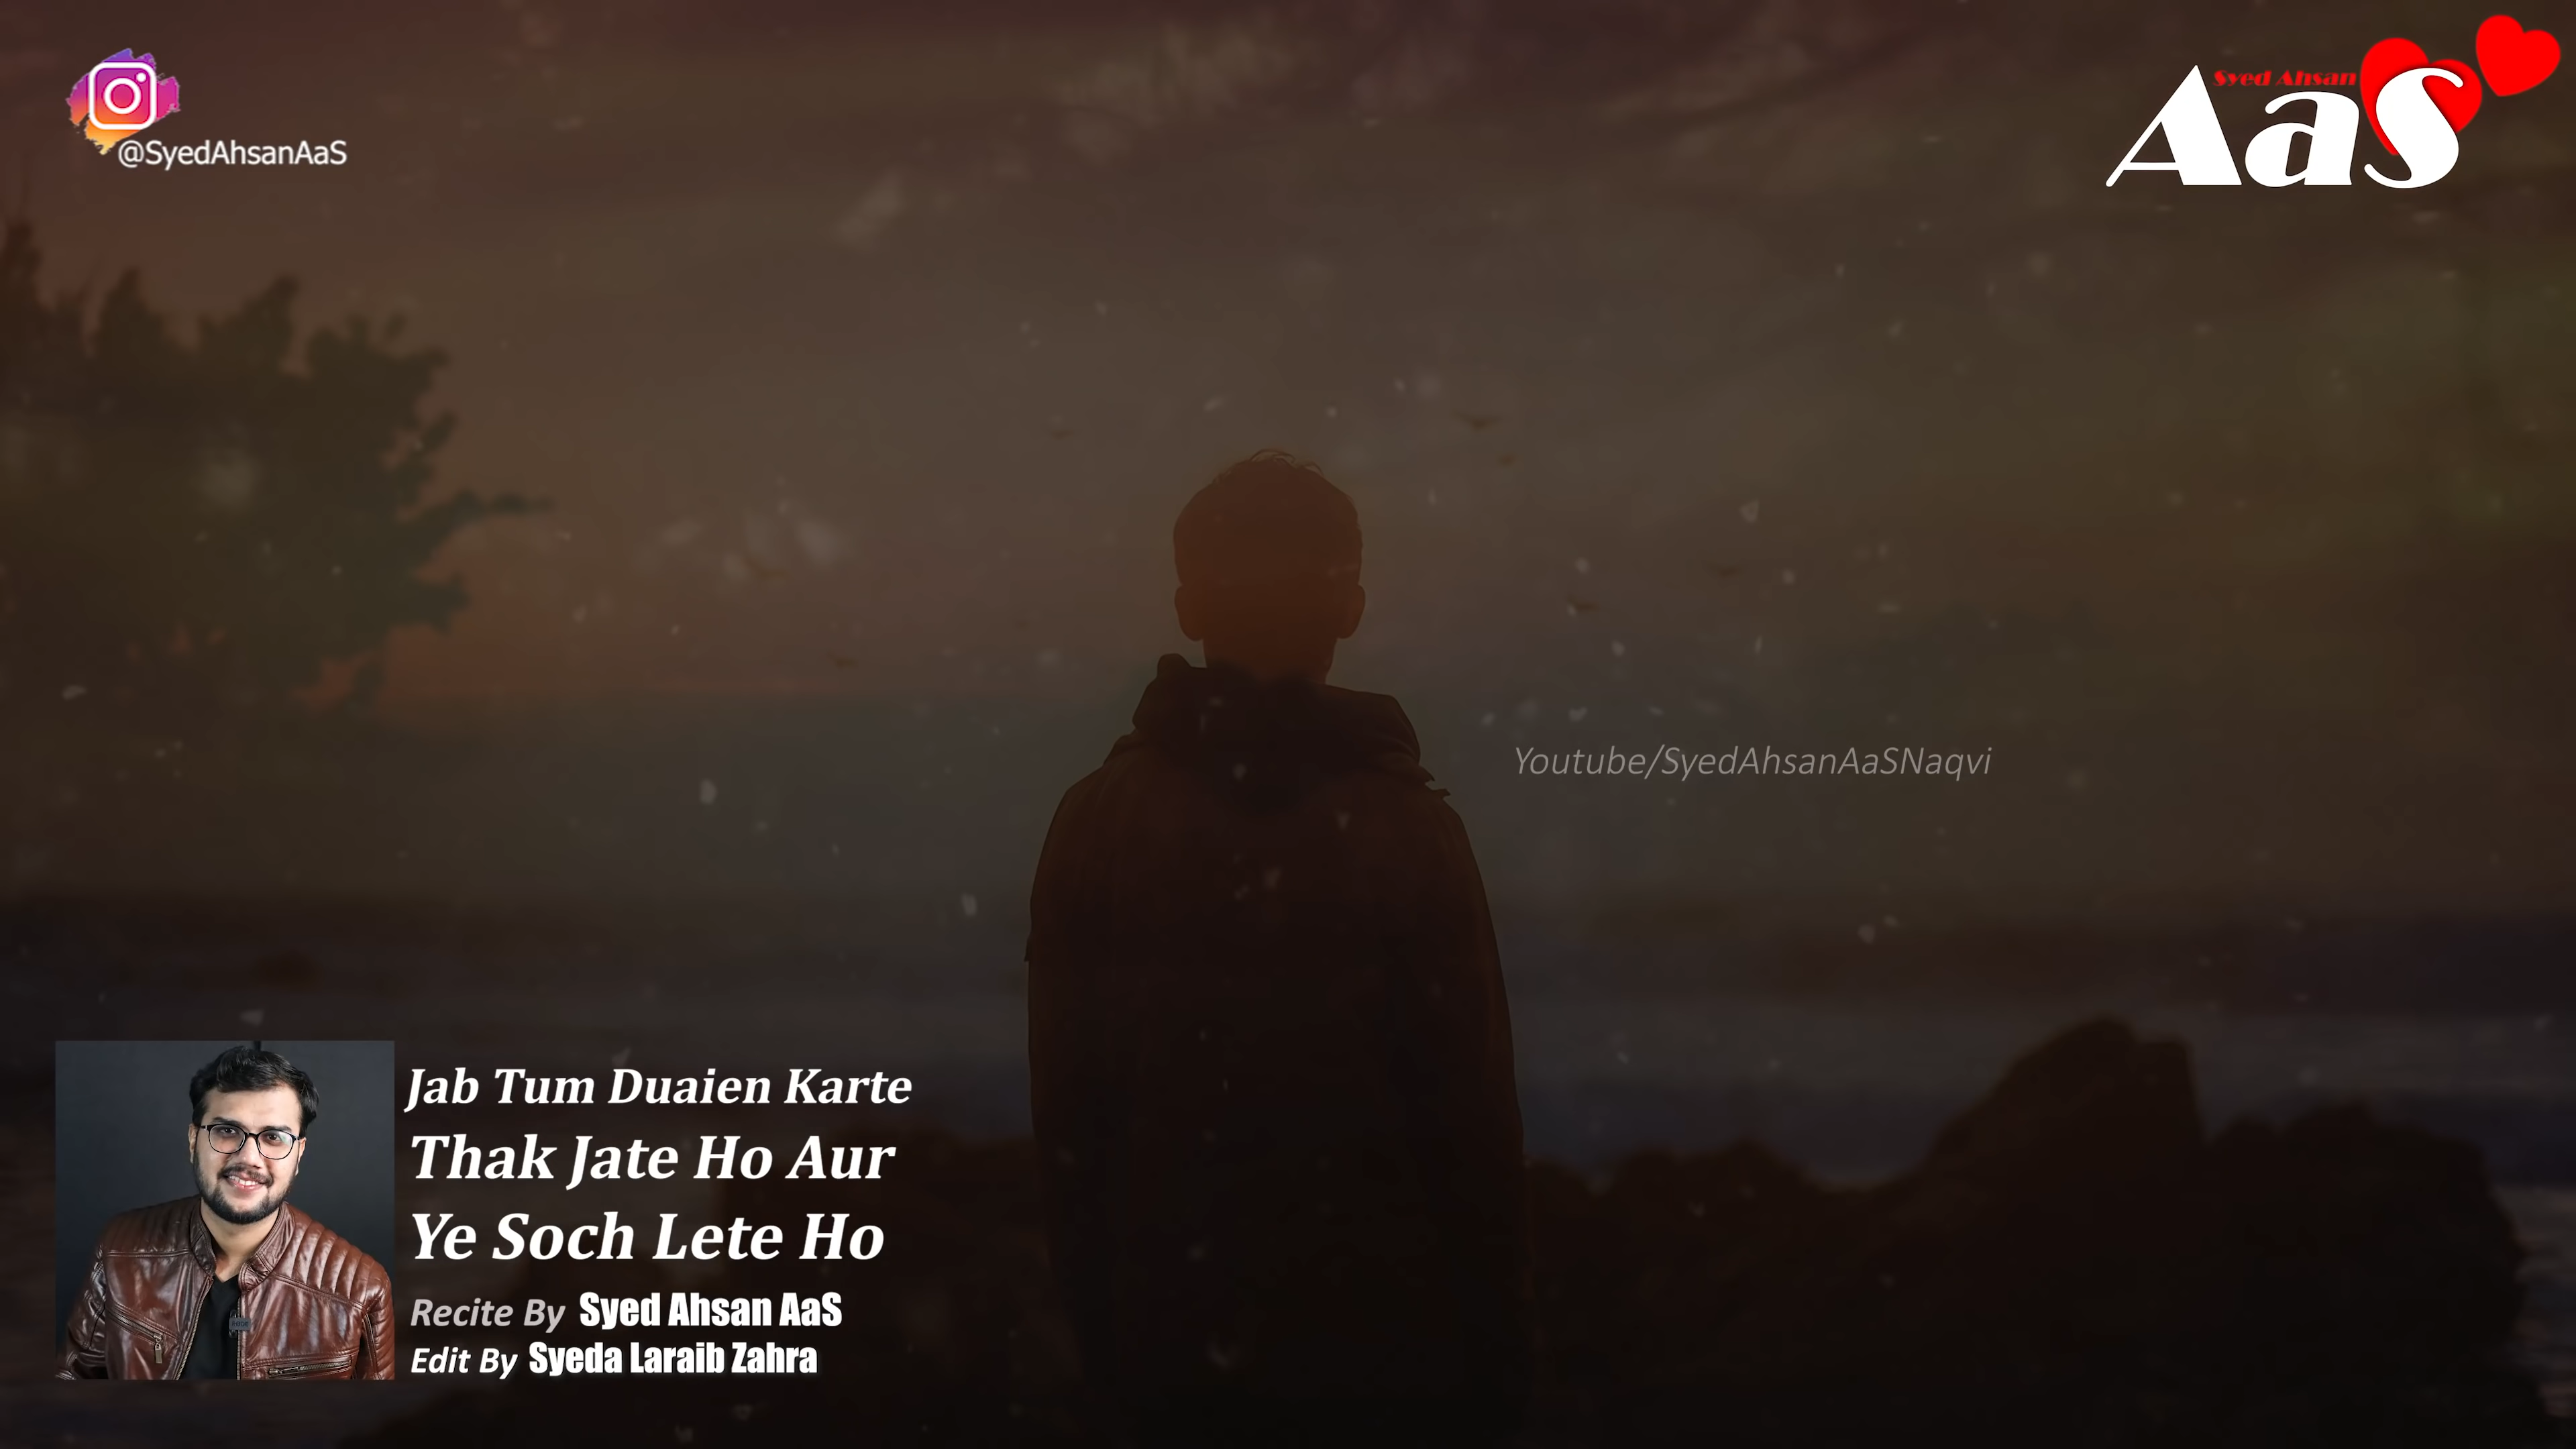 @SyedAhsanAaS
Syed Ahsan
AaS
Youtube/SyedAhsanAaSNaqvi
Jab Tum Duaien Karte
Thak Jate Ho Aur
Ye Soch Lete Ho
Recite By Syed Ahsan AaS
Edit By Syeda Laraib Zahra